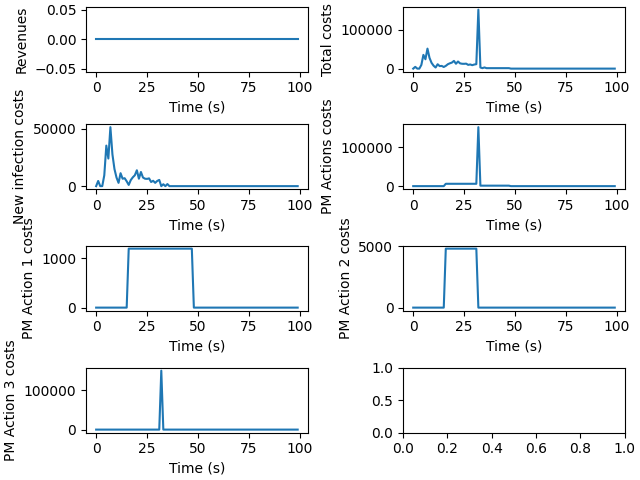 Revenues
0.05
0.00
−0.05
0 25 50 75 100
Time (s)
Total costs
100000
0
0 25 50 75 100
Time (s)
New infection costs
50000
0
0 25 50 75 100
Time (s)
PM Actions costs
100000
0
0 25 50 75 100
Time (s)
PM Action 1 costs
1000
0
0 25 50 75 100
Time (s)
PM Action 2 costs
5000
0
0 25 50 75 100
Time (s)
PM Action 3 costs
100000
0
0 25 50 75 100
Time (s)
1.0
0.5
0.0
0.0 0.2 0.4 0.6 0.8 1.0